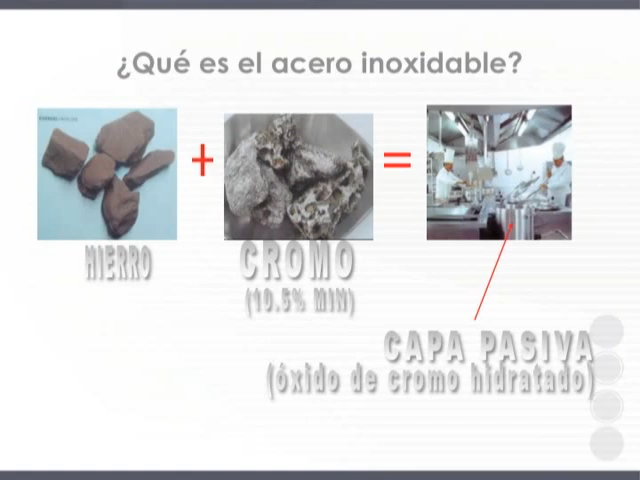 ¿Qué es el acero inoxidable?
+
=
HIERRO
CROMO
(10.5% MIN)
CAPA PASIVA
(óxido de cromo hidratado)